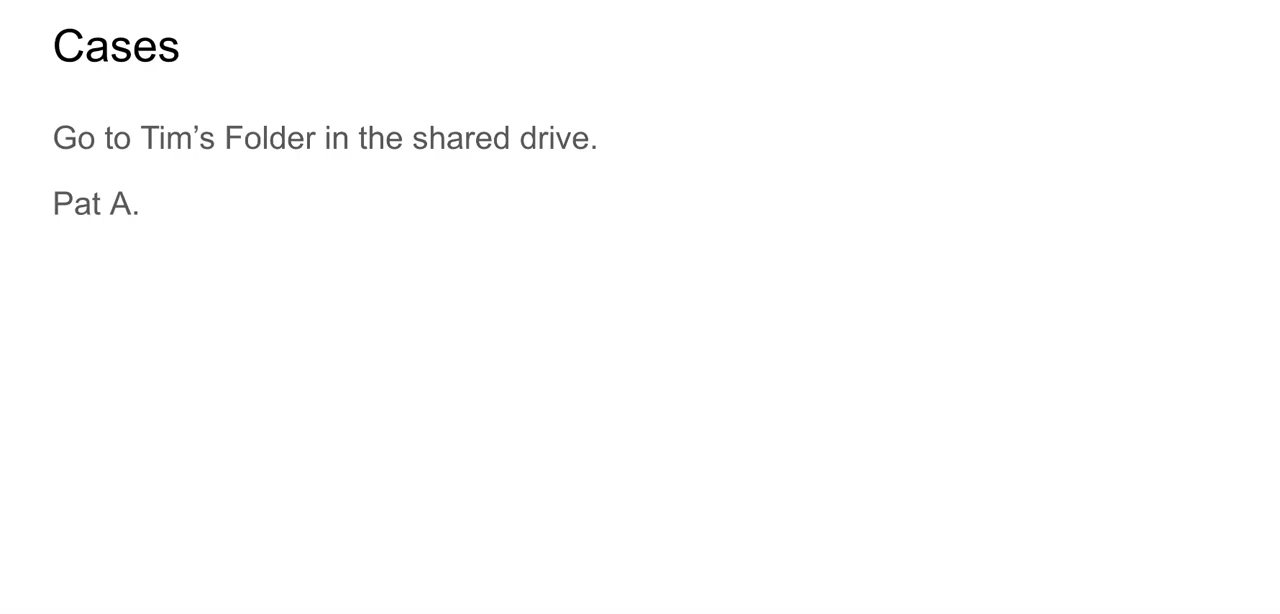 Cases
Go to Tim’s Folder in the shared drive.
Pat A.